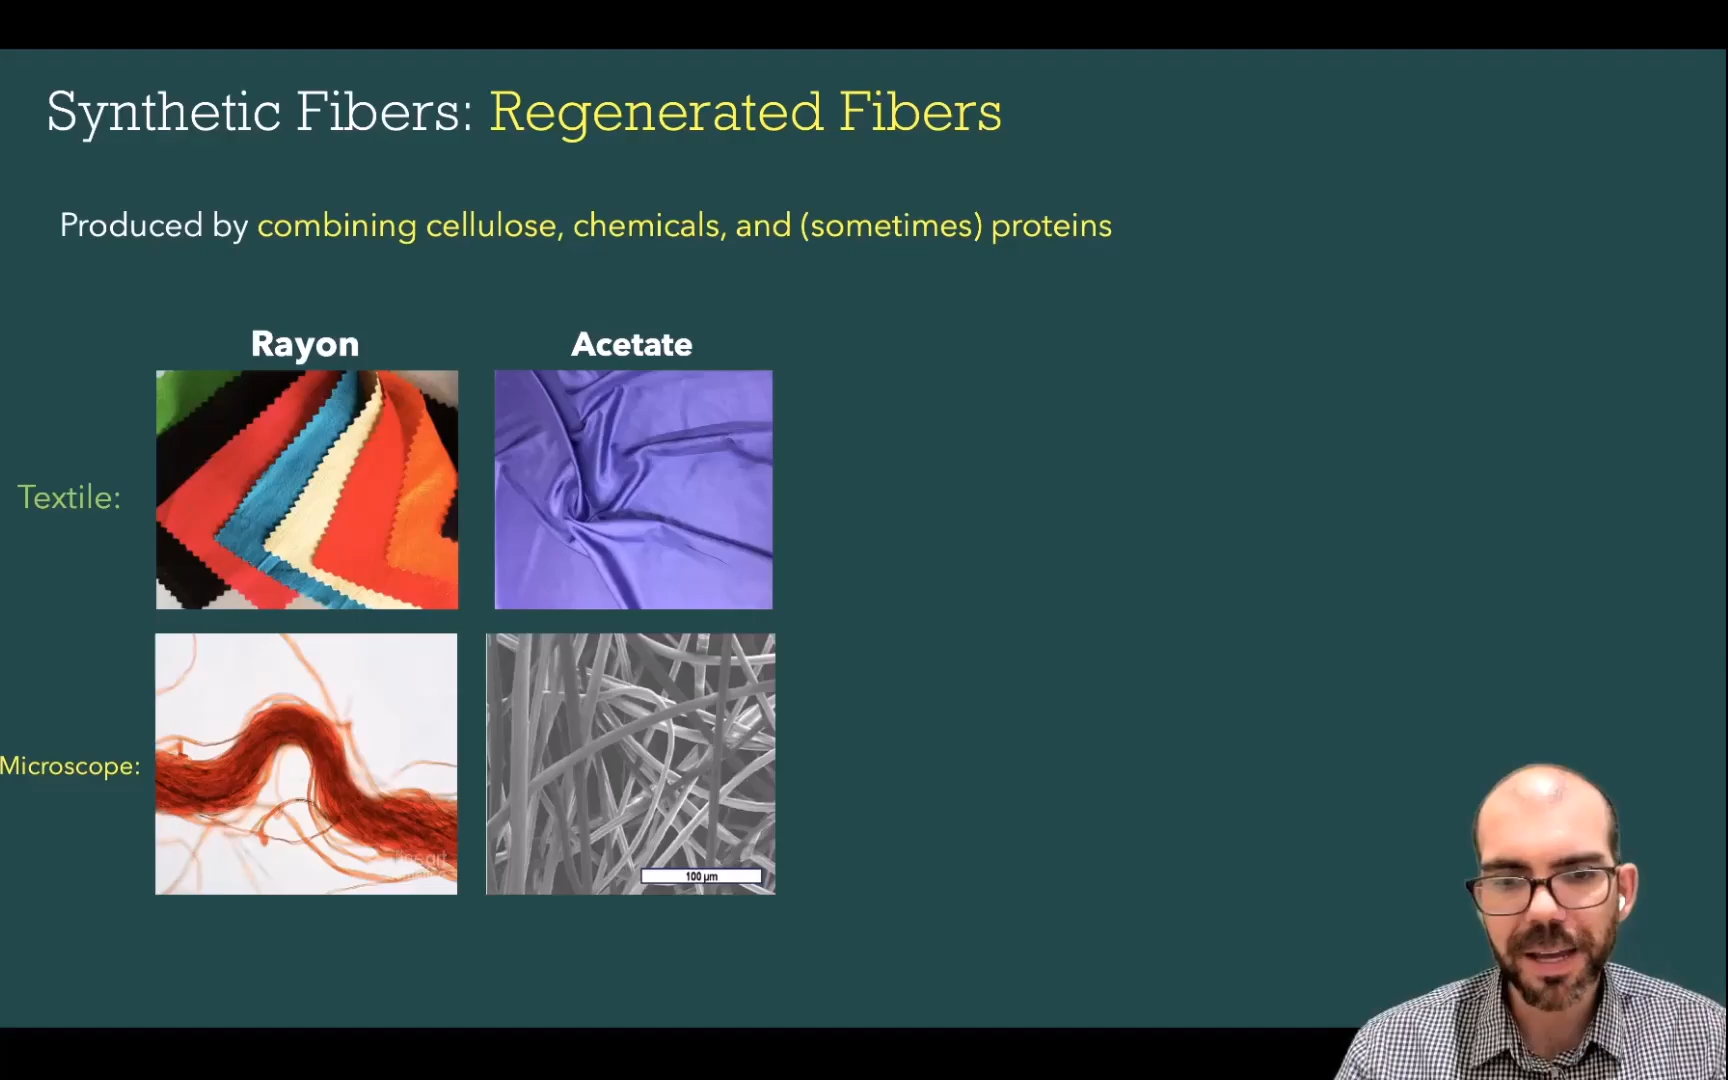 Synthetic Fibers: Regenerated Fibers
Produced by combining cellulose, chemicals, and (sometimes) proteins
Rayon
Acetate
Textile:
Microscope:
100 µm